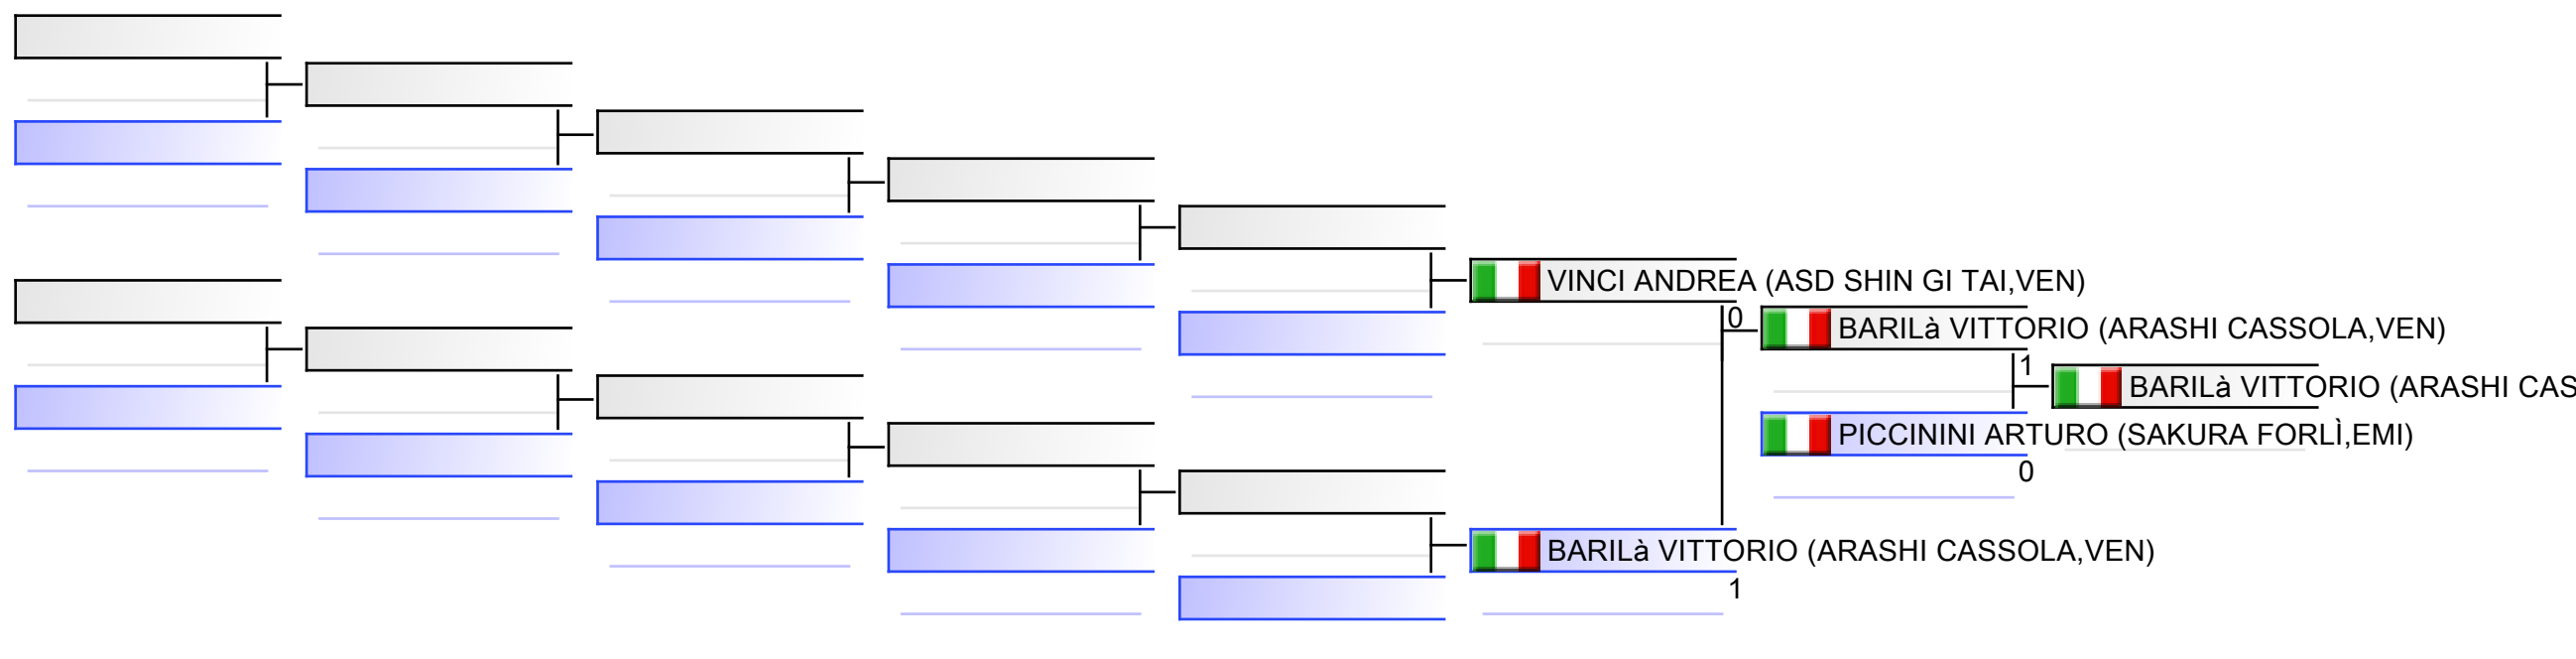 VINCI ANDREA (ASD SHIN GI TAI,VEN)
0
BARILà VITTORIO (ARASHI CASSOLA,VEN)
1
BARILà VITTORIO (ARASHI CAS
PICCININI ARTURO (SAKURA FORLÌ,EMI)
0
BARILà VITTORIO (ARASHI CASSOLA,VEN)
1